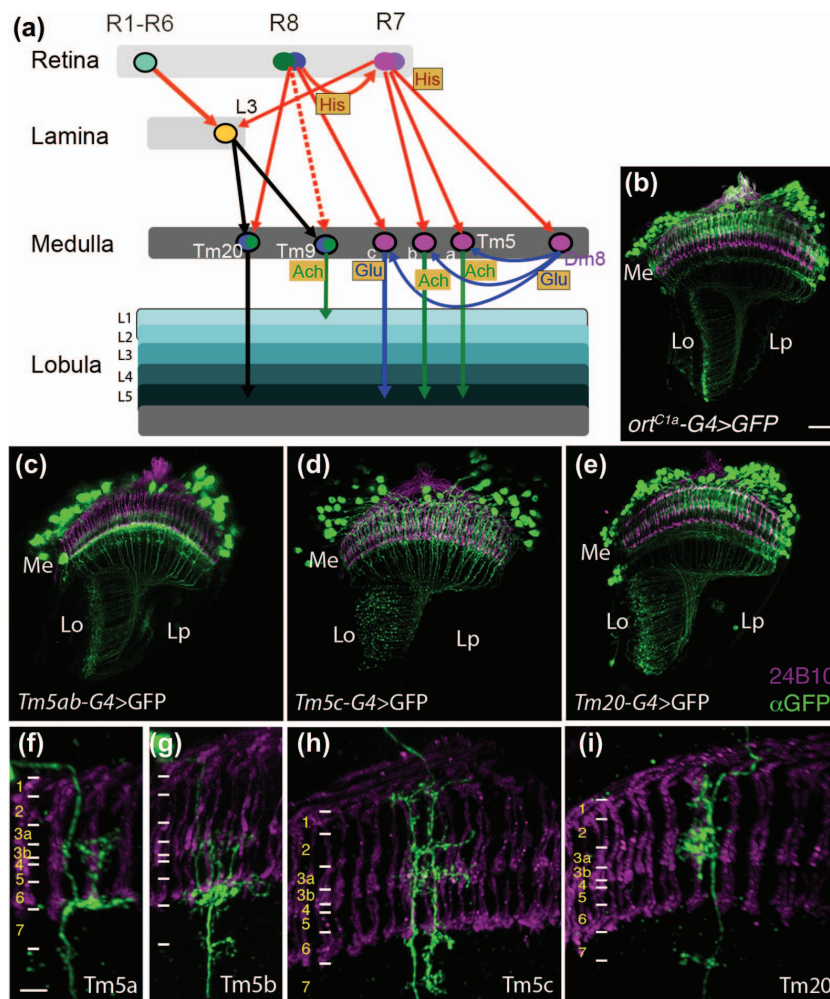 (a)
R1-R6 R8 R7
Retina
His
His
L3
Lamina
(b)
Medulla
Tm20 Tm9 c b a Tm5 Dm8
Ach Glu Ach Ach Glu
L1
L2
L3
L4
L5
Lobula
Me
Lo Lp
ort^C1a-G4>GFP
(c) (d) (e)
Me Me Me
Lo Lp Lo Lp Lo Lp
24B10
Tm5ab-G4>GFP Tm5c-G4>GFP Tm20-G4>GFP αGFP
(f) (g) (h) (i)
1
2
3a
3b
4
5
6
7
Tm5a
Tm5b
1
2
3a
3b
4
5
6
7
Tm5c
1
2
3a
3b
4
5
6
7
Tm20